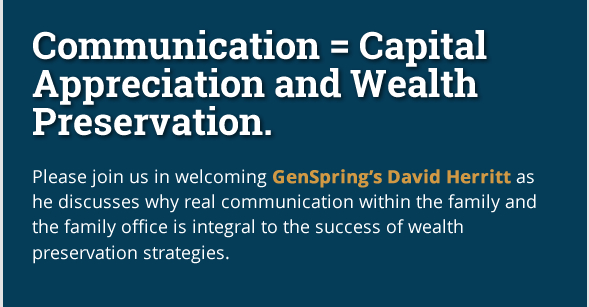 Communication = Capital
Appreciation and Wealth
Preservation.
Please join us in welcoming GenSpring’s David Herritt as
he discusses why real communication within the family and
the family office is integral to the success of wealth
preservation strategies.